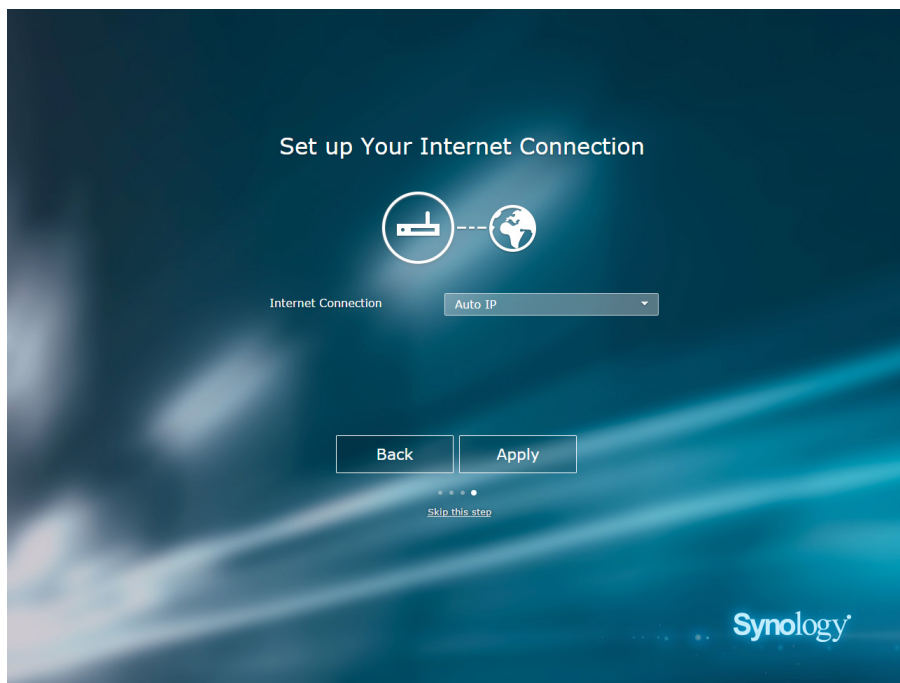 Set up Your Internet Connection
Internet Connection Auto IP
Back Apply
Skip this step
Synology